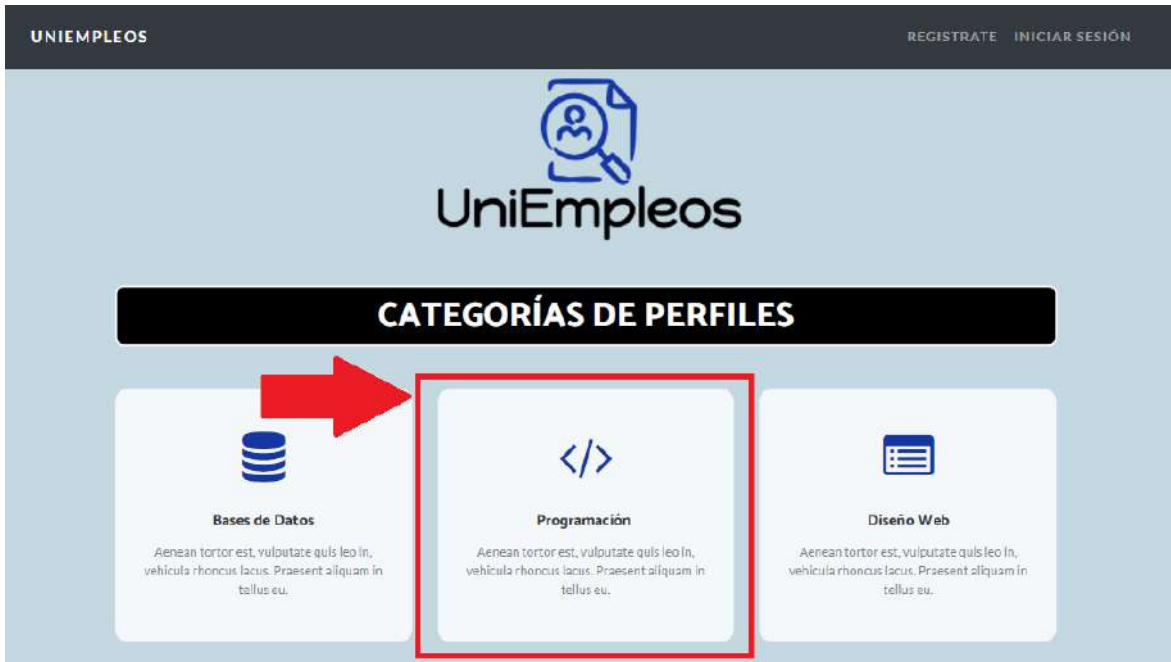 UNIEMPLEOS
REGISTRATE INICIAR SESIÓN
UniEmpleos
CATEGORÍAS DE PERFILES
</>
Bases de Datos
Aenean tortor est, vulputate quis leo in,
vehicula rhoncus lacus. Praesent aliquam in
tellus eu.
Programación
Aenean tortor est, vulputate quis leo in,
vehicula rhoncus lacus. Praesent aliquam in
tellus eu.
Diseño Web
Aenean tortor est, vulputate quis leo in,
vehicula rhoncus lacus. Praesent aliquam in
tellus eu.